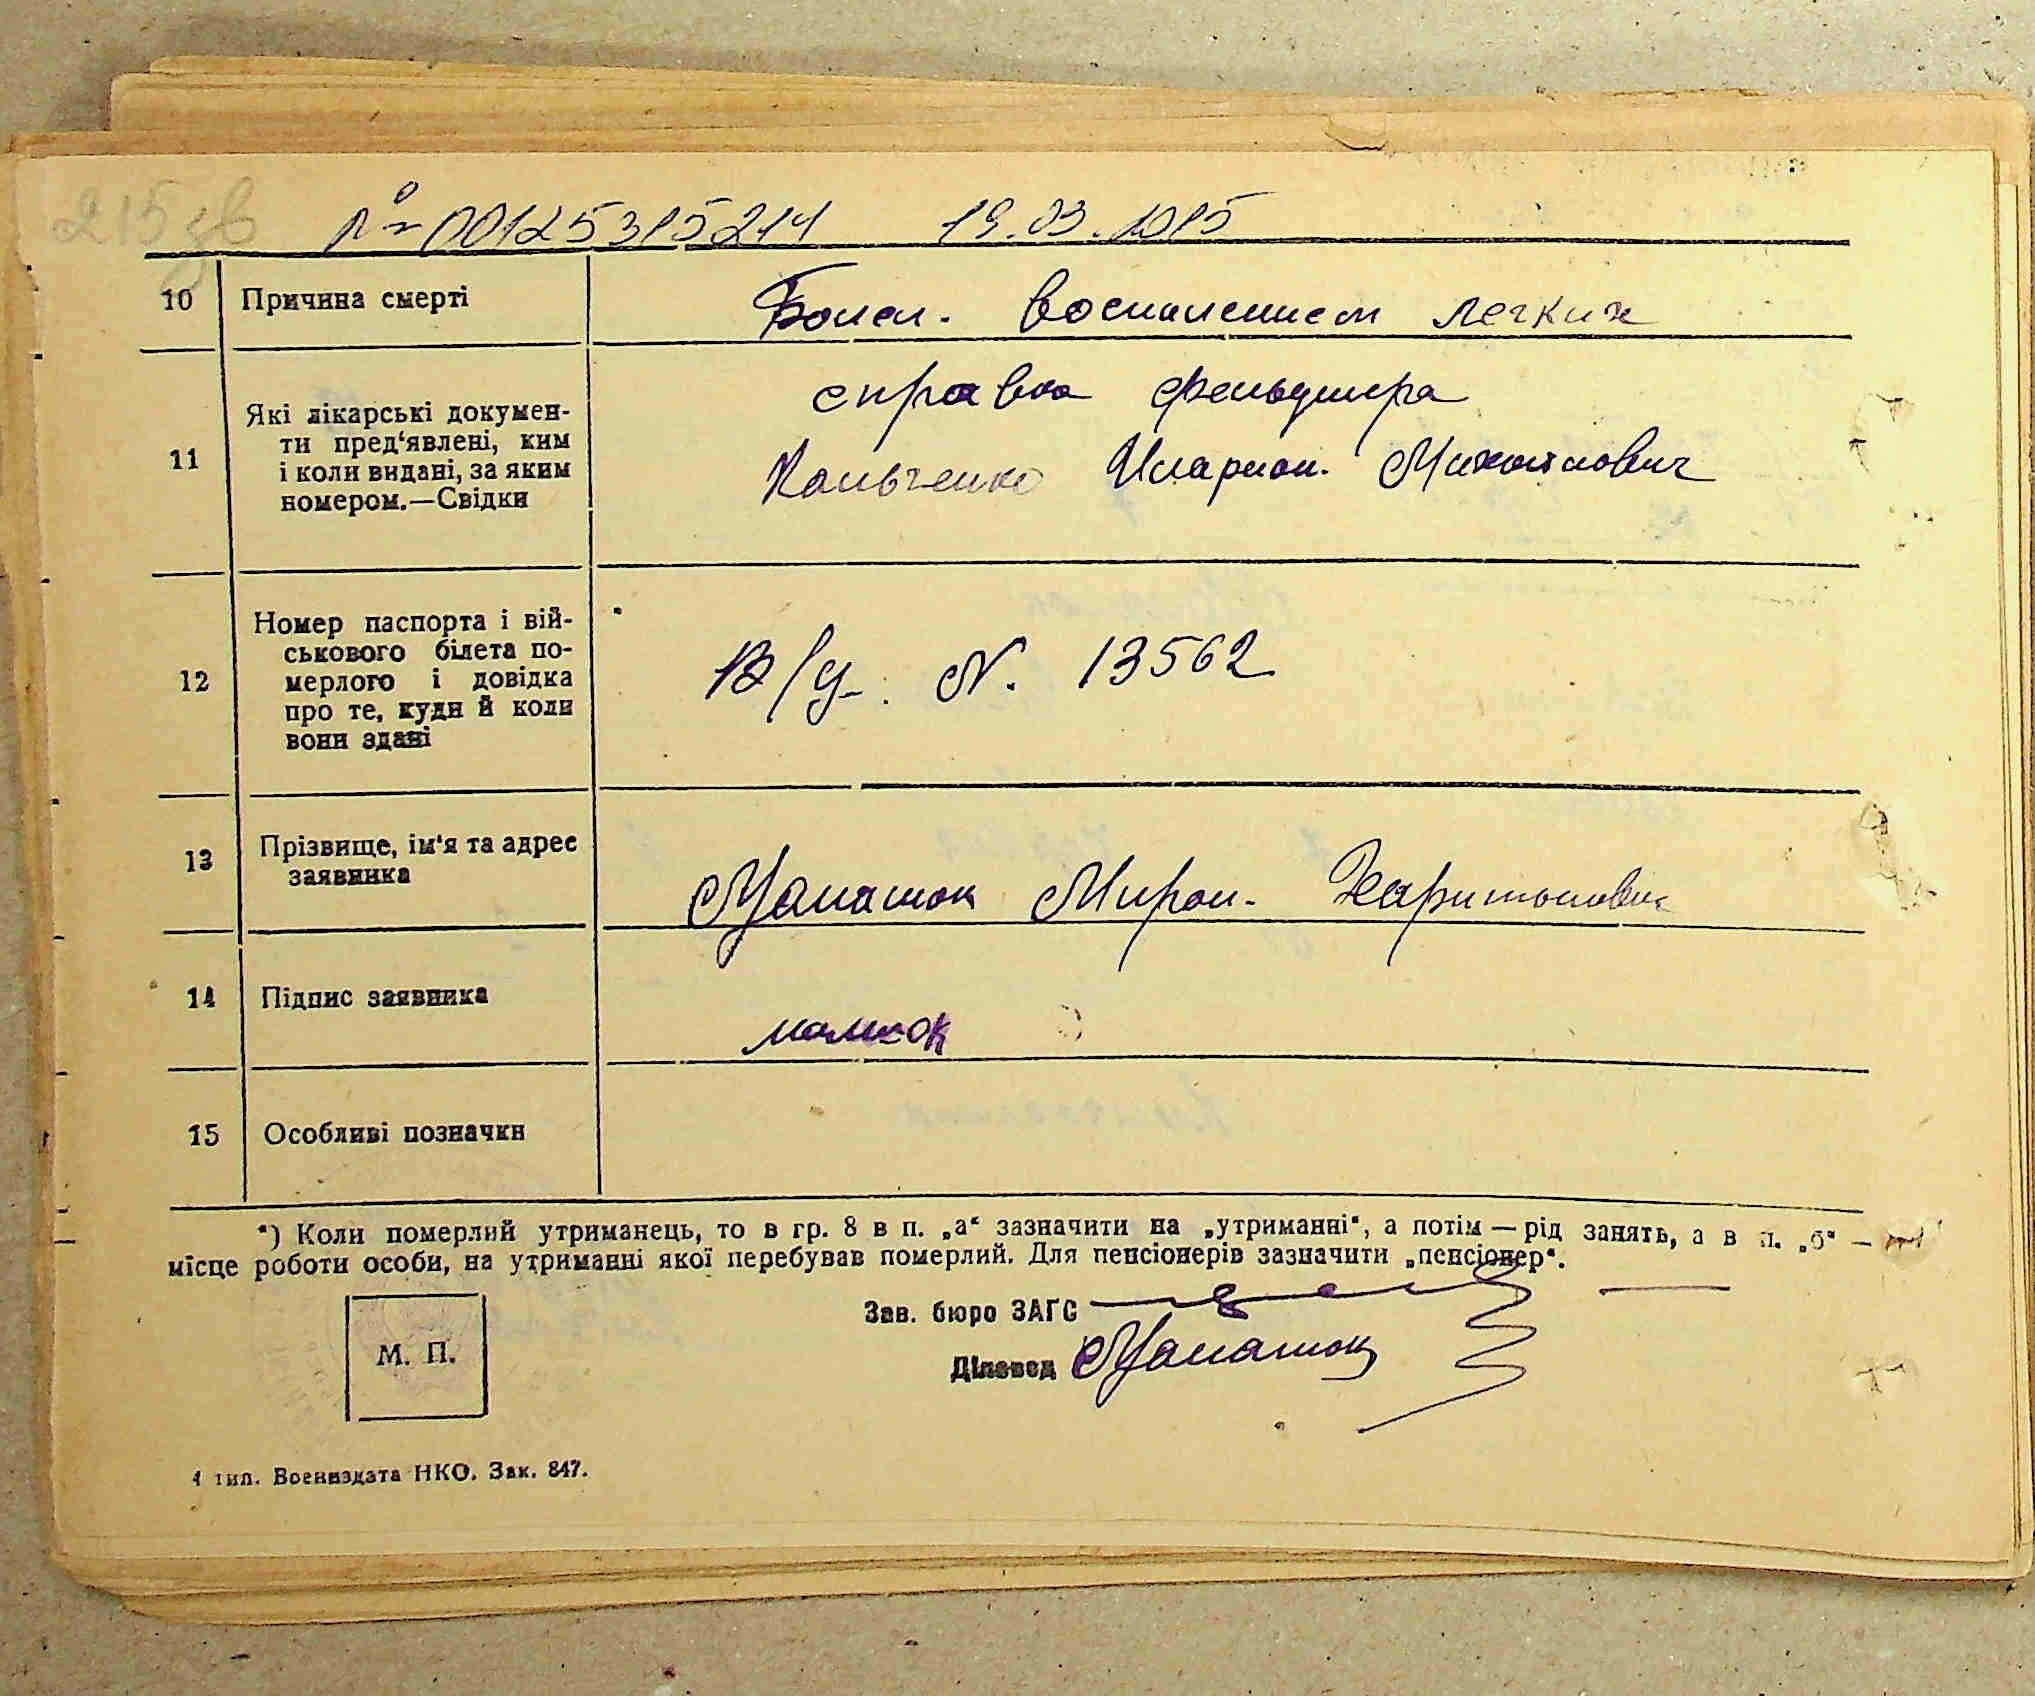 215зв
№ 00125315214 19.03.2015
10 Причина смерті Болел. воспалением легких
11 Які лікарські докумен-
ти пред‘явлені, ким
і коли видані, за яким
номером.—Свідки
справка фельдшера
Кальченко Иларион. Михайлович
12 Номер паспорта і вій-
ськового білета по-
мерлого і довідка
про те, куди й коли
вони здані
N. 13562
13 Прізвище, ім‘я та адрес
заявника
Мирон. Харитонович
14 Підпис заявника
15 Особливі позначки
*) Коли померлий утриманець, то в гр. 8 в п. „а“ зазначити на „утриманні“, а потім — рід занять, а в п. „б“ —
місце роботи особи, на утриманні якої перебував померлий. Для пенсіонерів зазначити „пенсіонер“.
Зав. бюро ЗАГС
М. П.
Діловод
1 тип. Воениздата НКО. Зак. 847.